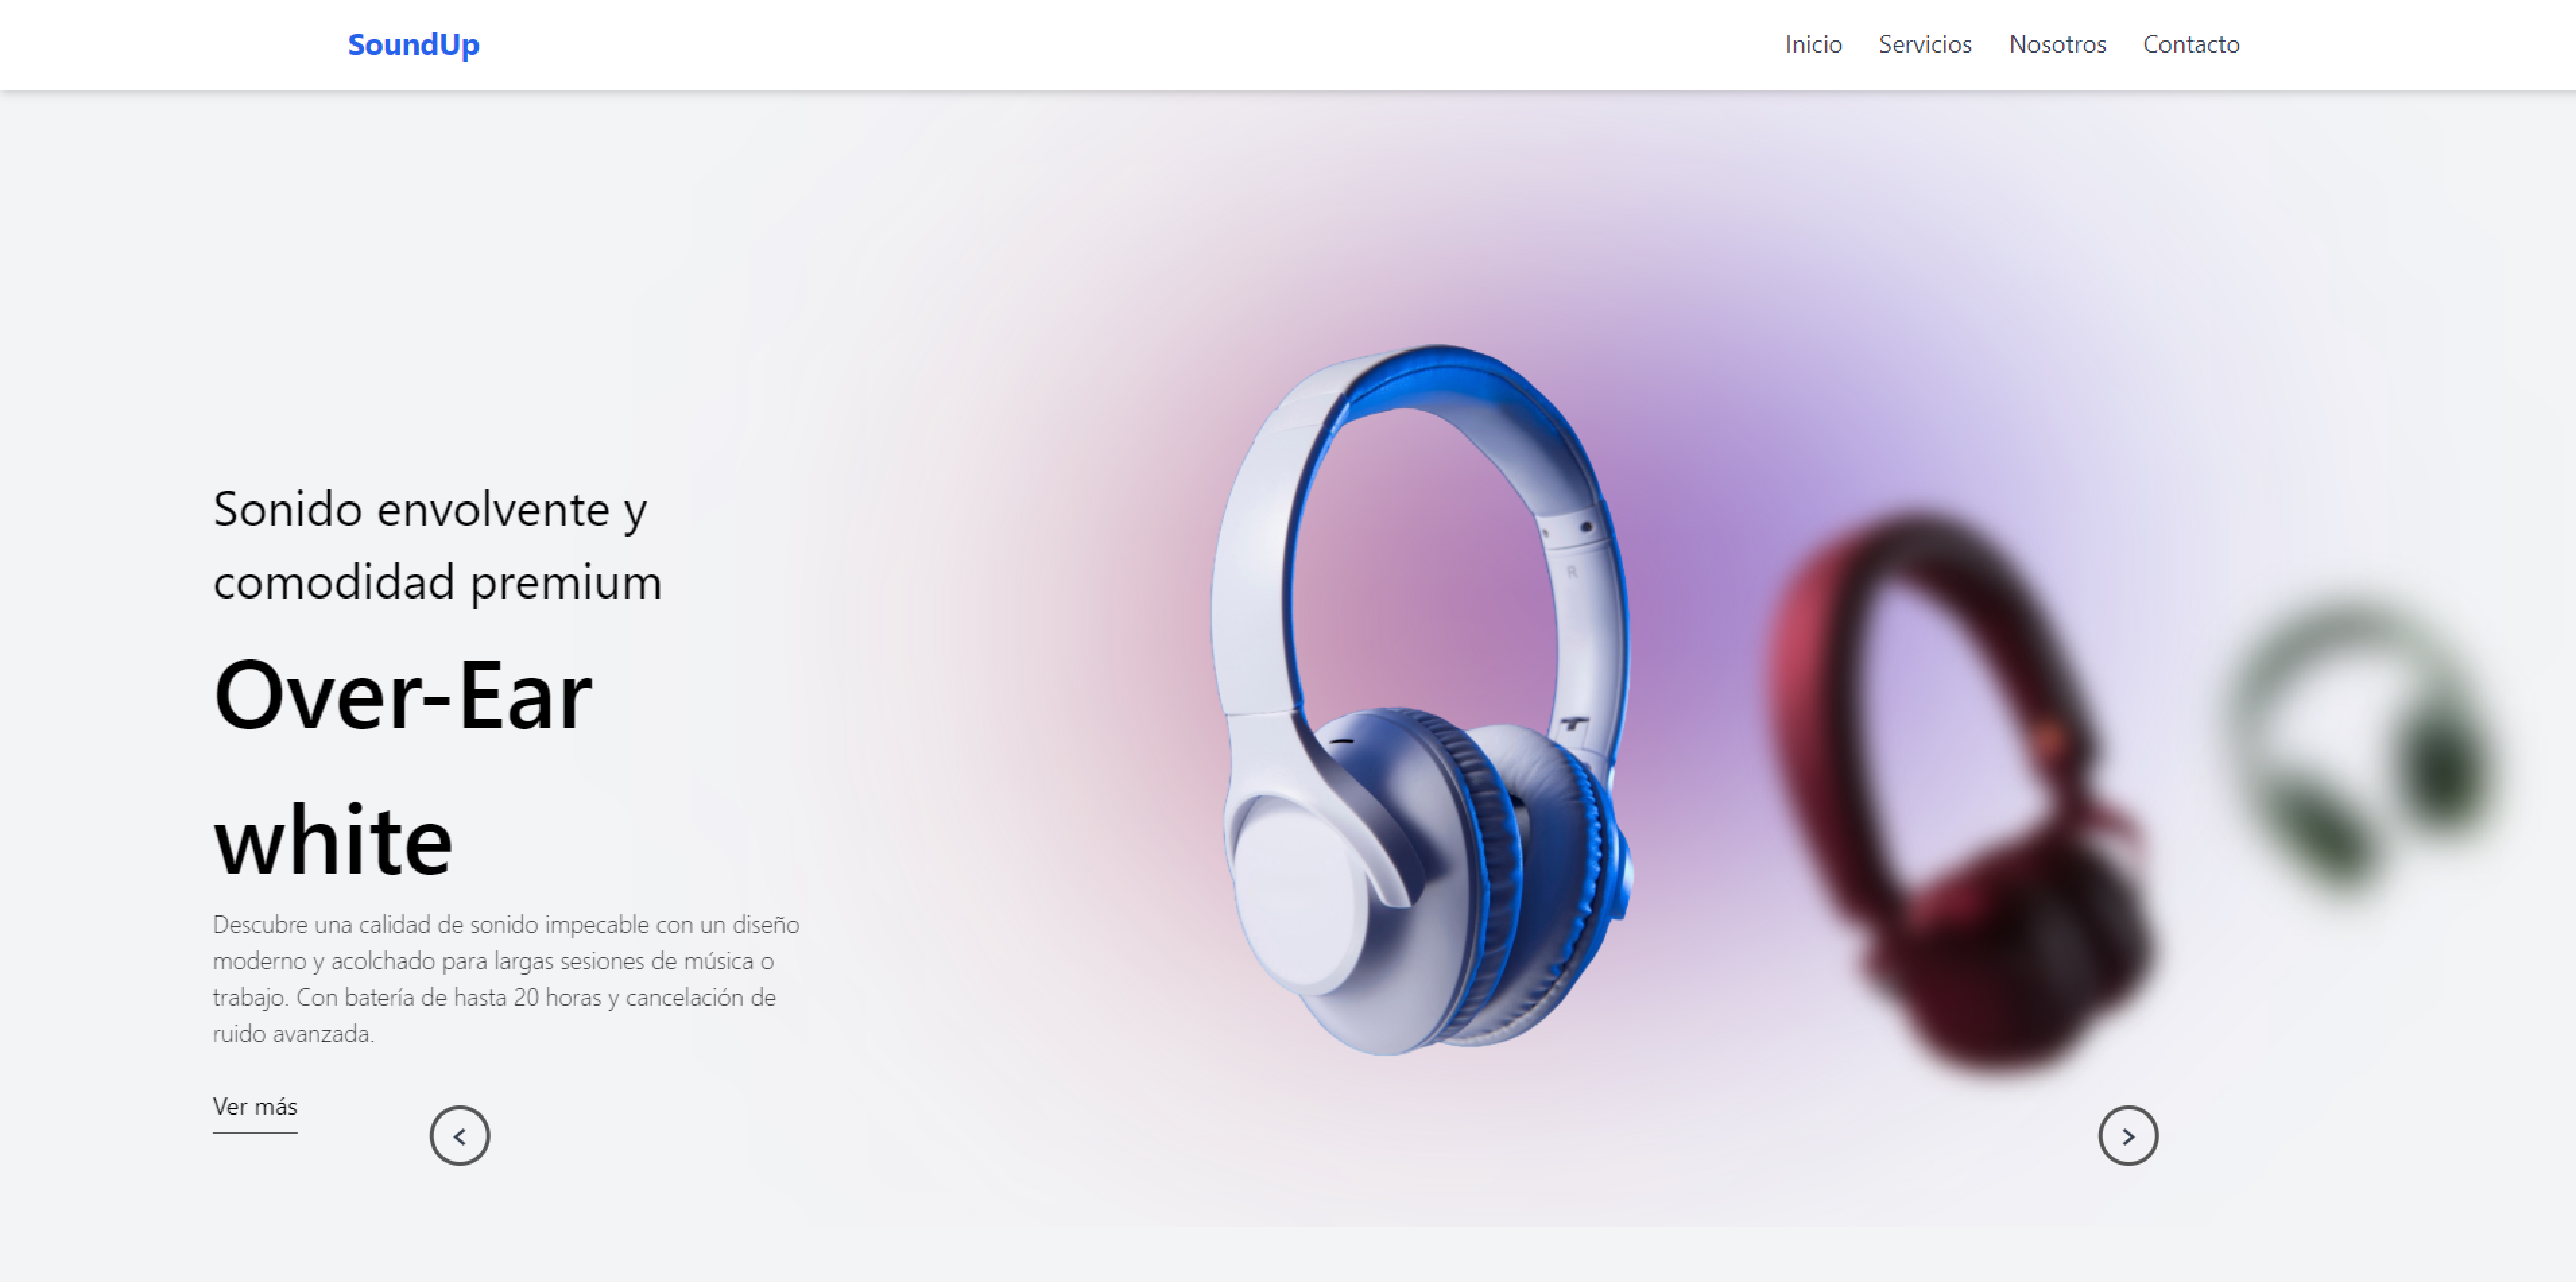 SoundUp
Inicio Servicios Nosotros Contacto
Sonido envolvente y
comodidad premium
Over-Ear
white
Descubre una calidad de sonido impecable con un diseño
moderno y acolchado para largas sesiones de música o
trabajo. Con batería de hasta 20 horas y cancelación de
ruido avanzada.
Ver más
R